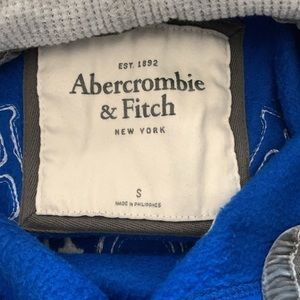 EST. 1892
Abercrombie
& Fitch
NEW YORK
S
MADE IN PHILIPPINES